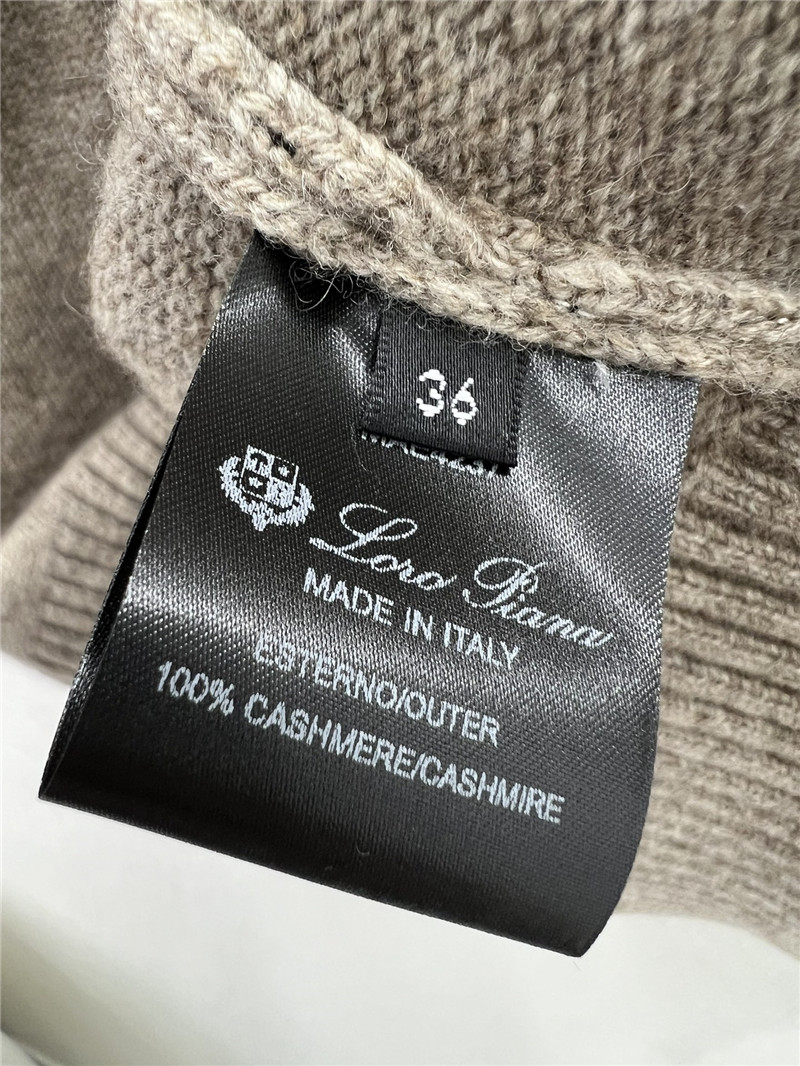 36
Loro Piana
MADE IN ITALY
ESTERNO/OUTER
100% CASHMERE/CASHMIRE